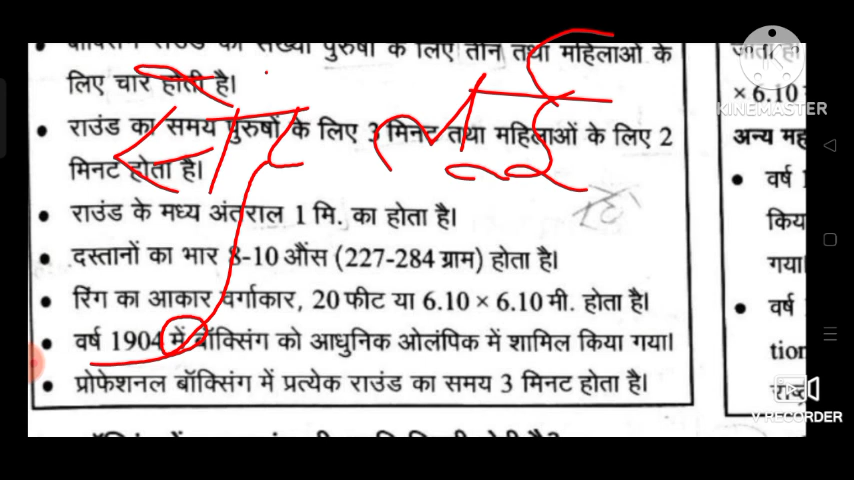 बॉक्सिंग राउंड की संख्या पुरुषों के लिए तीन तथा महिलाओं के
लिए चार होती है।
राउंड का समय पुरुषों के लिए 3 मिनट तथा महिलाओं के लिए 2
मिनट होता है।
राउंड के मध्य अंतराल 1 मि. का होता है।
दस्तानों का भार 8-10 औंस (227-284 ग्राम) होता है।
रिंग का आकार वर्गाकार, 20 फीट या 6.10 × 6.10 मी. होता है।
वर्ष 1904 में बॉक्सिंग को आधुनिक ओलंपिक में शामिल किया गया।
प्रोफेशनल बॉक्सिंग में प्रत्येक राउंड का समय 3 मिनट होता है।
× 6.10
अन्य
वर्ष
किया
गया।
वर्ष
tion
KINEMASTER
V RECORDER